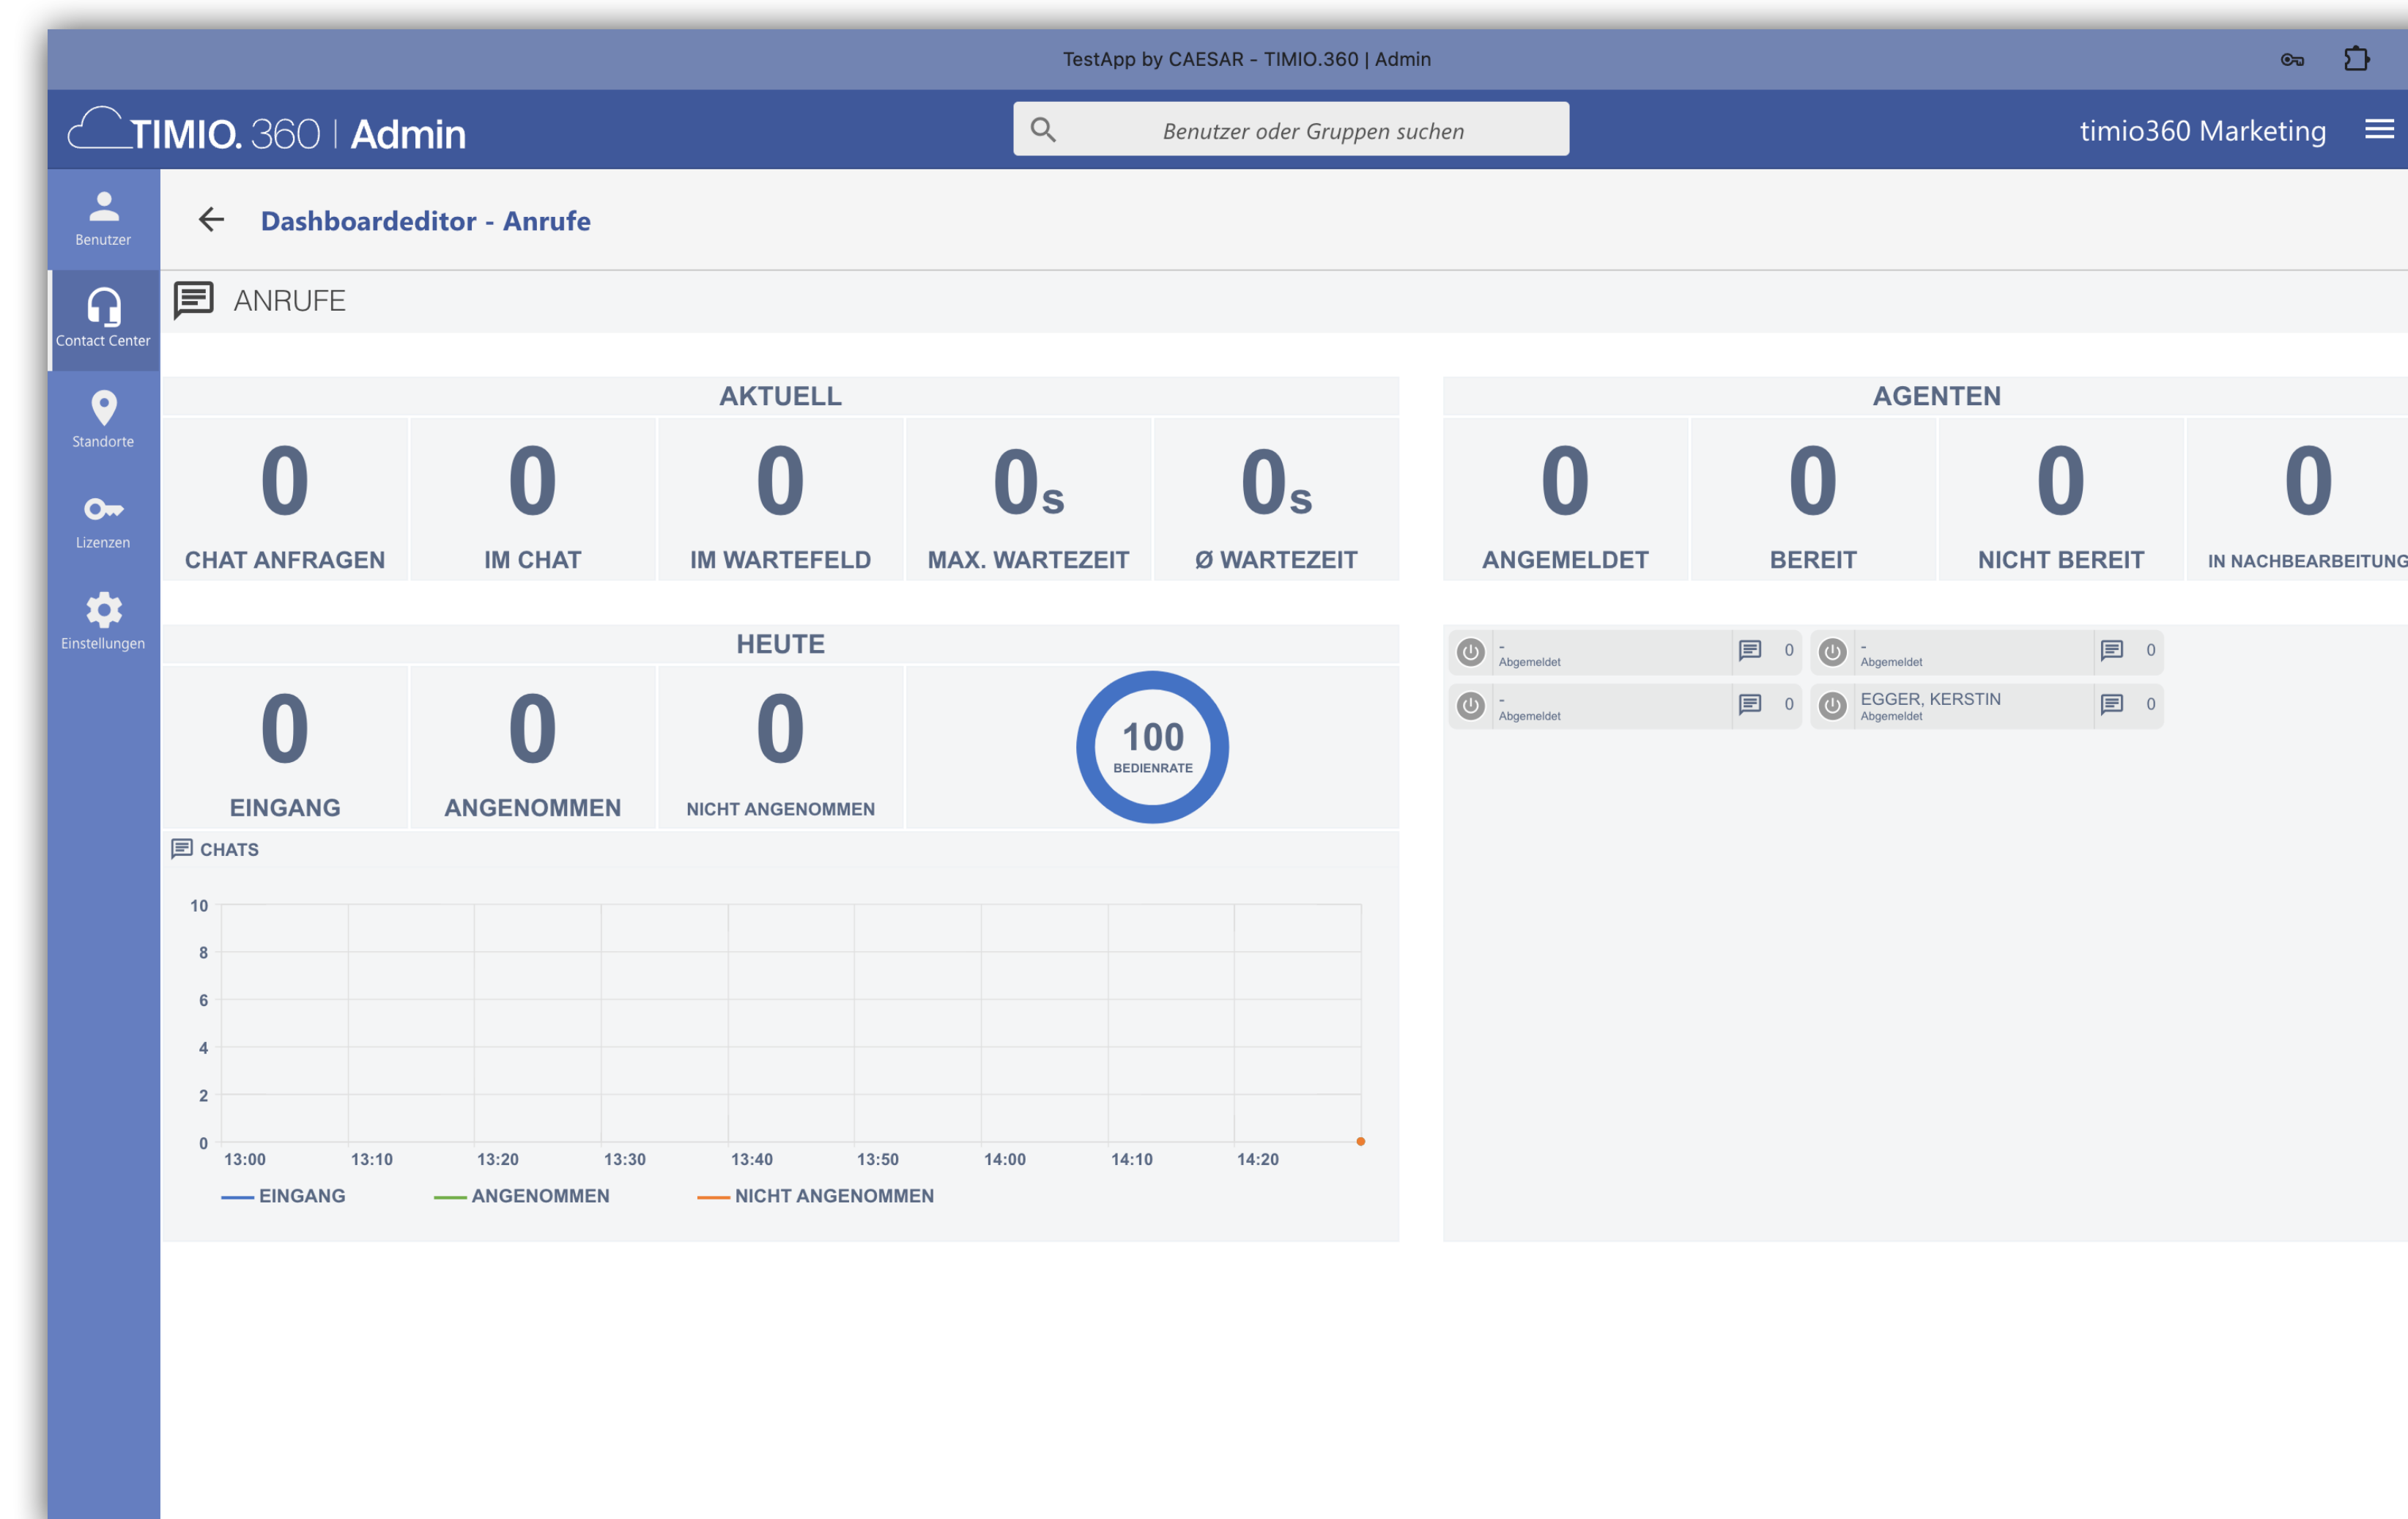 TestApp by CAESAR - TIMIO.360 | Admin
TIMIO. 360 | Admin
Benutzer oder Gruppen suchen
timio360 Marketing
Benutzer
Contact Center
Standorte
Lizenzen
Einstellungen
Dashboardeditor - Anrufe
ANRUFE
AKTUELL
0 0 0 0s 0s
CHAT ANFRAGEN IM CHAT IM WARTEFELD MAX. WARTEZEIT Ø WARTEZEIT
AGENTEN
0 0 0 0
ANGEMELDET BEREIT NICHT BEREIT IN NACHBEARBEITUNG
HEUTE
0 0 0 100
BEDIENRATE
EINGANG ANGENOMMEN NICHT ANGENOMMEN
- 0 - 0
Abgemeldet Abgemeldet
- 0 EGGER, KERSTIN 0
Abgemeldet Abgemeldet
CHATS
10
8
6
4
2
0
13:00 13:10 13:20 13:30 13:40 13:50 14:00 14:10 14:20
EINGANG ANGENOMMEN NICHT ANGENOMMEN